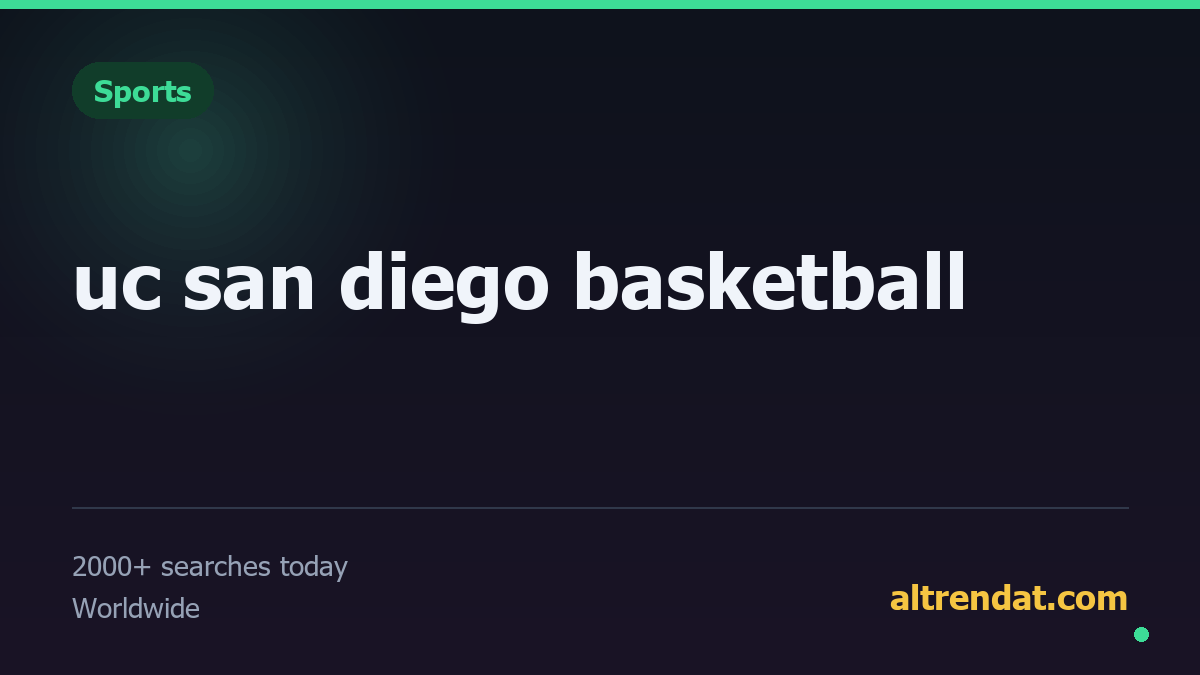 Sports
uc san diego basketball
2000+ searches today
Worldwide
altrendat.com